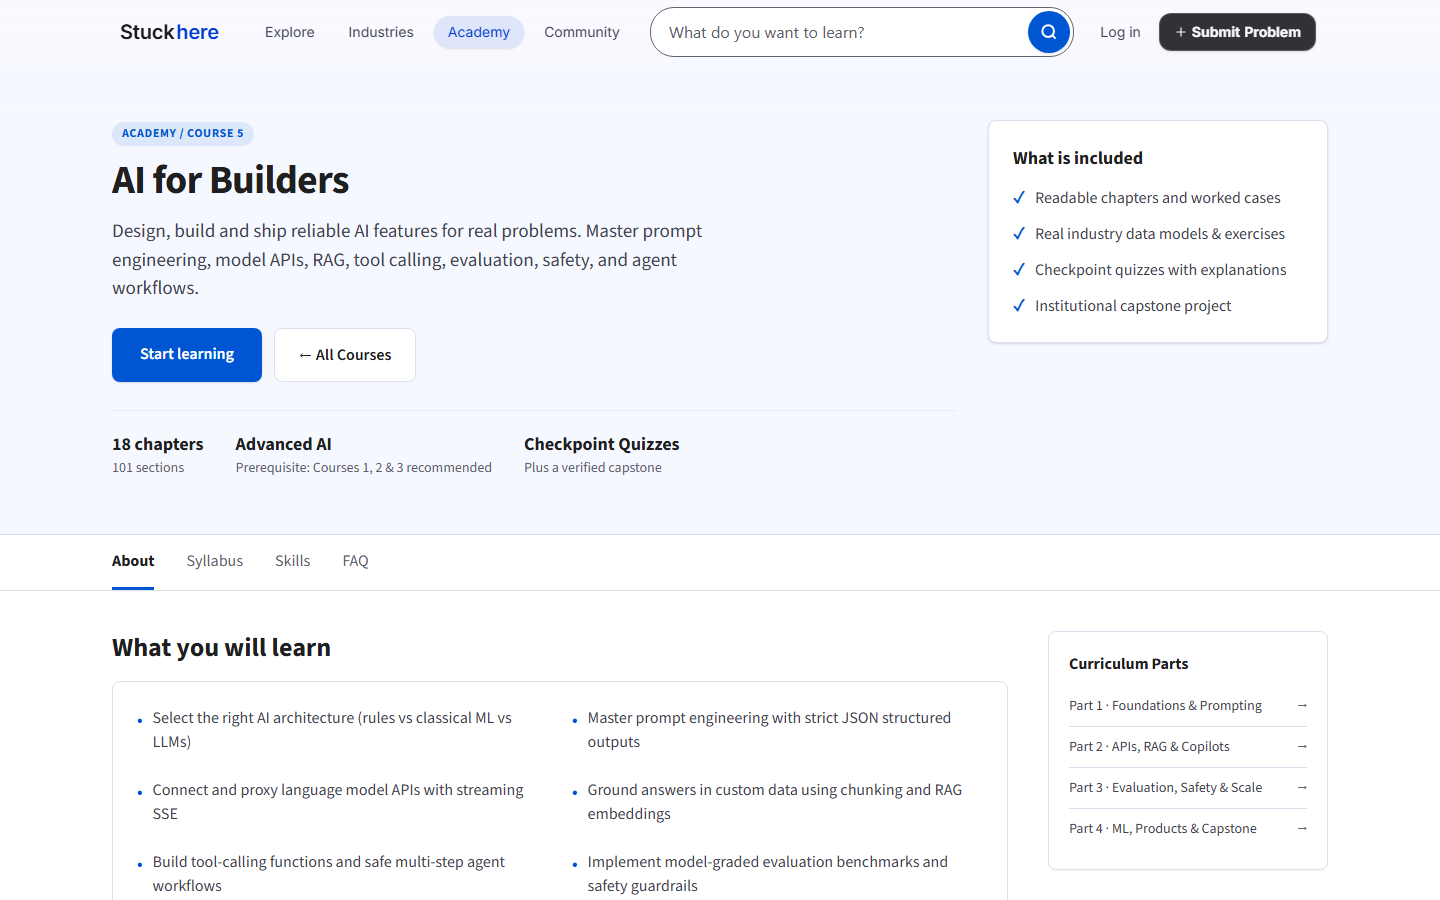 Stuckhere
Explore
Industries
Academy
Community
What do you want to learn?
Log in
+ Submit Problem
ACADEMY / COURSE 5
AI for Builders
Design, build and ship reliable AI features for real problems. Master prompt
engineering, model APIs, RAG, tool calling, evaluation, safety, and agent
workflows.
Start learning
← All Courses
18 chapters
101 sections
Advanced AI
Prerequisite: Courses 1, 2 & 3 recommended
Checkpoint Quizzes
Plus a verified capstone
What is included
✓ Readable chapters and worked cases
✓ Real industry data models & exercises
✓ Checkpoint quizzes with explanations
✓ Institutional capstone project
About
Syllabus
Skills
FAQ
What you will learn
• Select the right AI architecture (rules vs classical ML vs
LLMs)
• Master prompt engineering with strict JSON structured
outputs
• Connect and proxy language model APIs with streaming
SSE
• Ground answers in custom data using chunking and RAG
embeddings
• Build tool-calling functions and safe multi-step agent
workflows
• Implement model-graded evaluation benchmarks and
safety guardrails
Curriculum Parts
Part 1 · Foundations & Prompting →
Part 2 · APIs, RAG & Copilots →
Part 3 · Evaluation, Safety & Scale →
Part 4 · ML, Products & Capstone →